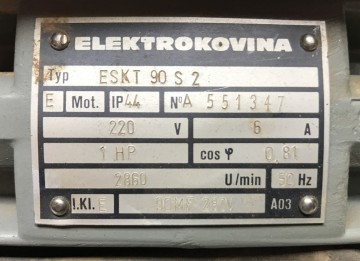 ELEKTROKOVINA
Typ ESKT 90 S 2
E Mot. IP44 NºA 551347
220 V 6 A
1 HP cos φ 0,81
2860 U/min 50 Hz
I.Kl. E A03